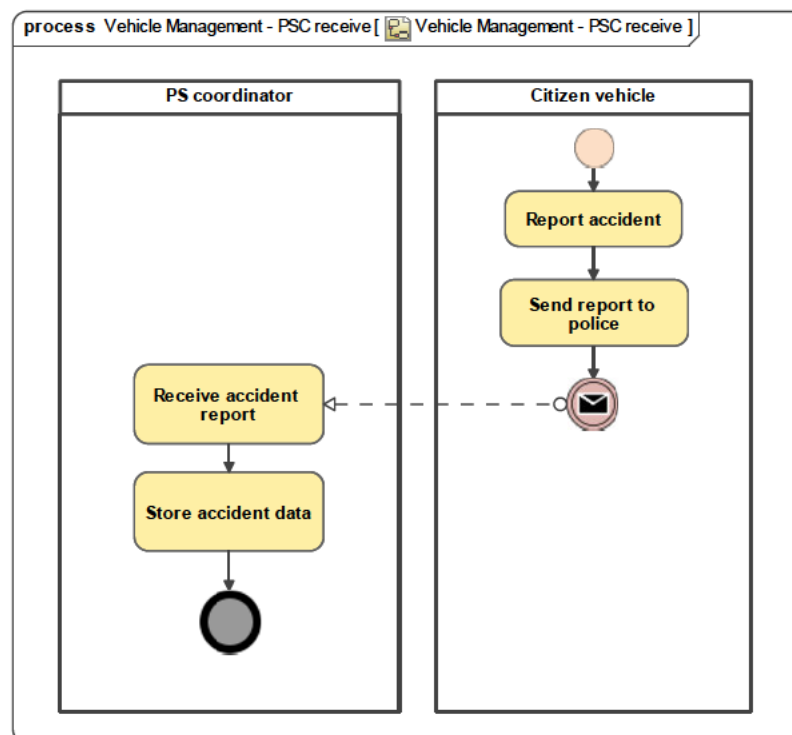 process Vehicle Management - PSC receive [ Vehicle Management - PSC receive ]
PS coordinator
Citizen vehicle
Report accident
Send report to
police
Receive accident
report
Store accident data